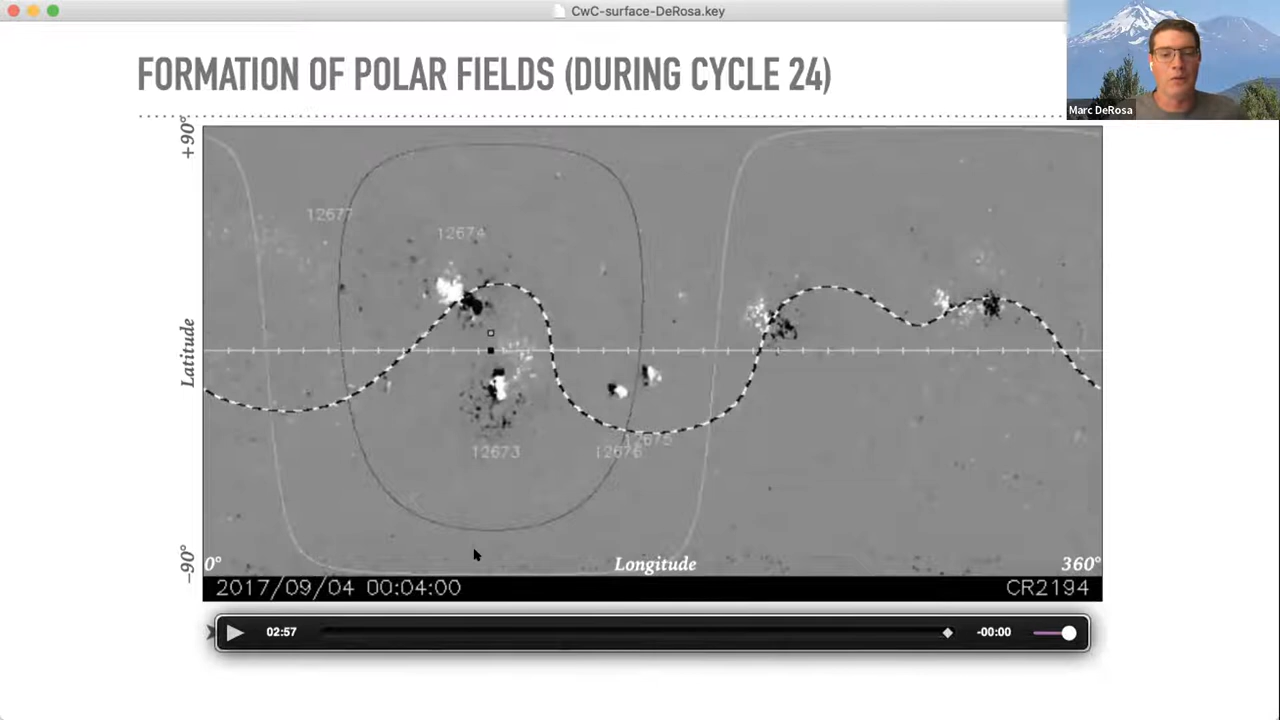 CwC-surface-DeRosa.key
FORMATION OF POLAR FIELDS (DURING CYCLE 24)
Marc DeRosa
+90°
Latitude
−90°
12677
12674
12673
12675
12676
0°
Longitude
360°
2017/09/04 00:04:00
CR2194
02:57
-00:00